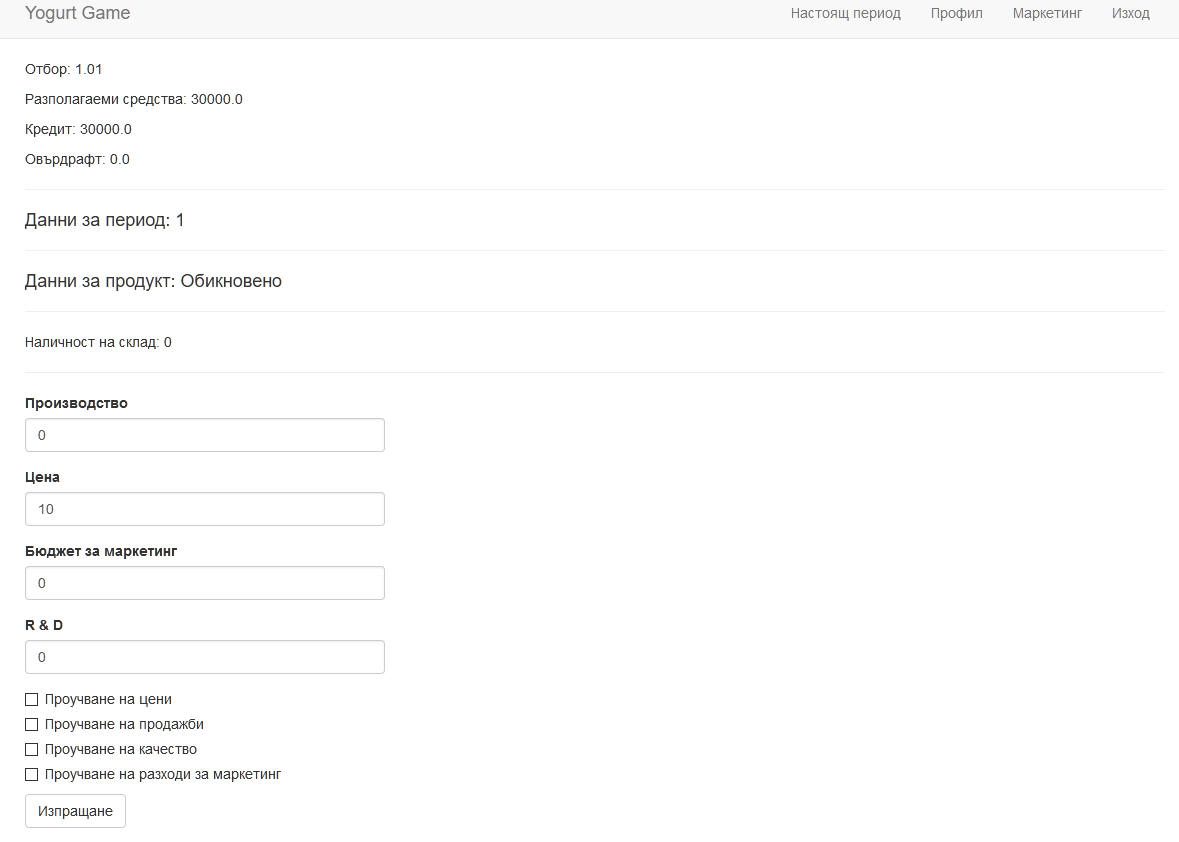 Yogurt Game
Настоящ период Профил Маркетинг Изход
Отбор: 1.01
Разполагаеми средства: 30000.0
Кредит: 30000.0
Овърдрафт: 0.0
Данни за период: 1
Данни за продукт: Обикновено
Наличност на склад: 0
Производство
0
Цена
10
Бюджет за маркетинг
0
R & D
0
Проучване на цени
Проучване на продажби
Проучване на качество
Проучване на разходи за маркетинг
Изпращане